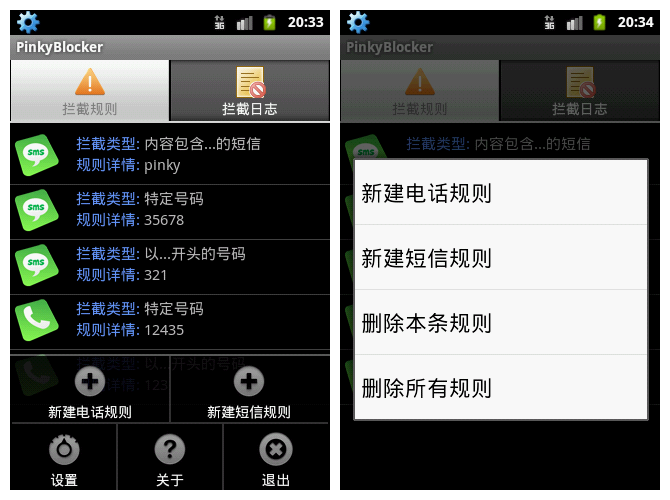 3G 20:33
PinkyBlocker
拦截规则 拦截日志
sms 拦截类型: 内容包含...的短信
规则详情: pinky
sms 拦截类型: 特定号码
规则详情: 35678
sms 拦截类型: 以...开头的号码
规则详情: 321
拦截类型: 特定号码
规则详情: 12435
拦截类型: 以...开头的号码
规则详情: 123
新建电话规则 新建短信规则
设置 关于 退出
3G 20:34
PinkyBlocker
拦截规则 拦截日志
拦截类型: 内容包含...的短信
新建电话规则
新建短信规则
删除本条规则
删除所有规则